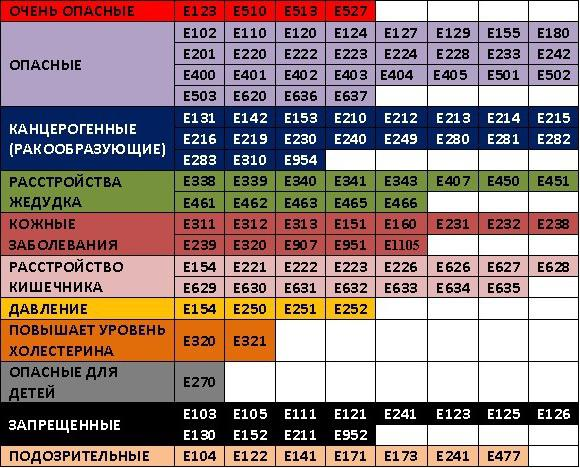 ОЧЕНЬ ОПАСНЫЕ E123 E510 E513 E527
ОПАСНЫЕ
E102 E110 E120 E124 E127 E129 E155 E180
E201 E220 E222 E223 E224 E228 E233 E242
E400 E401 E402 E403 E404 E405 E501 E502
E503 E620 E636 E637
КАНЦЕРОГЕННЫЕ
(РАКООБРАЗУЮЩИЕ)
E131 E142 E153 E210 E212 E213 E214 E215
E216 E219 E230 E240 E249 E280 E281 E282
E283 E310 E954
РАССТРОЙСТВА
ЖЕДУДКА
E338 E339 E340 E341 E343 E407 E450 E451
E461 E462 E463 E465 E466
КОЖНЫЕ
ЗАБОЛЕВАНИЯ
E311 E312 E313 E151 E160 E231 E232 E238
E239 E320 E907 E951 E1105
РАССТРОЙСТВО
КИШЕЧНИКА
E154 E221 E222 E223 E226 E626 E627 E628
E629 E630 E631 E632 E633 E634 E635
ДАВЛЕНИЕ E154 E250 E251 E252
ПОВЫШАЕТ УРОВЕНЬ
ХОЛЕСТЕРИНА
E320 E321
ОПАСНЫЕ ДЛЯ
ДЕТЕЙ
E270
ЗАПРЕЩЕННЫЕ
E103 E105 E111 E121 E241 E123 E125 E126
E130 E152 E211 E952
ПОДОЗРИТЕЛЬНЫЕ E104 E122 E141 E171 E173 E241 E477